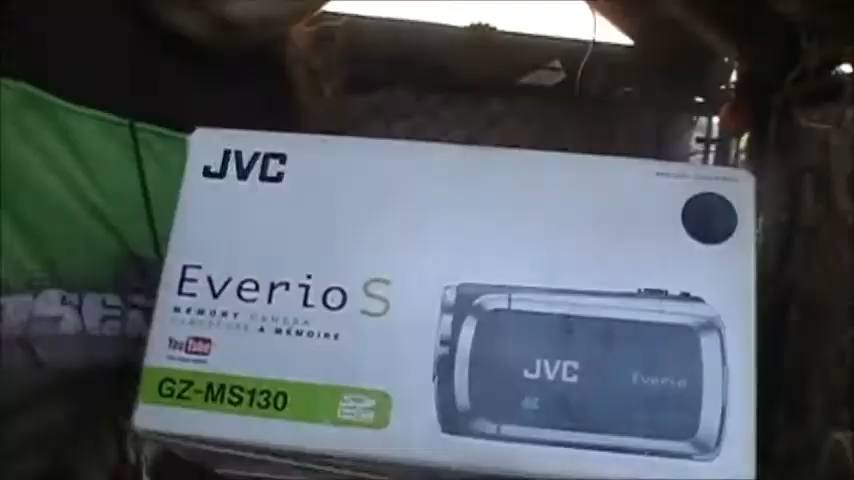 JVC
Everio S
MEMORY CAMERA
CAMESCOPE A MÉMOIRE
YouTube
GZ-MS130
JVC
Everio